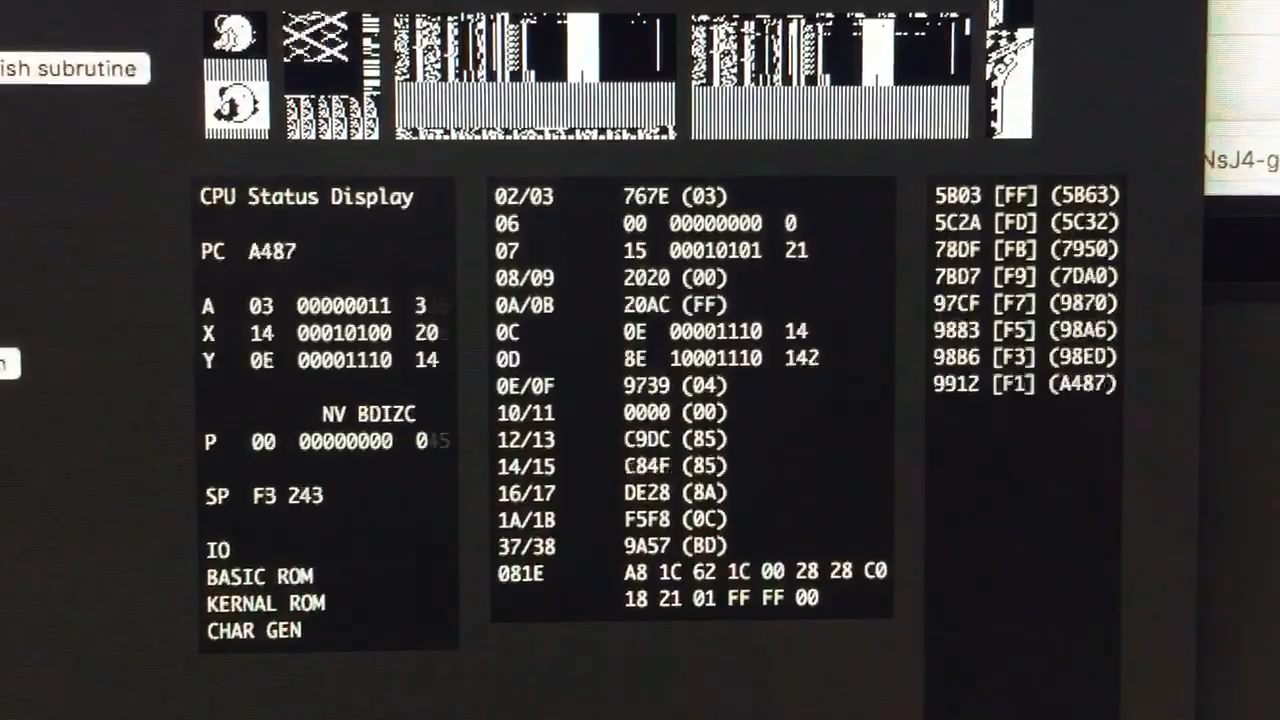 ish subrutine
NsJ4-g
CPU Status Display
PC A487
A 03 00000011 3
X 14 00010100 20
Y 0E 00001110 14
NV BDIZC
P 00 00000000 0
SP F3 243
IO
BASIC ROM
KERNAL ROM
CHAR GEN
02/03 767E (03)
06 00 00000000 0
07 15 00010101 21
08/09 2020 (00)
0A/0B 20AC (FF)
0C 0E 00001110 14
0D 8E 10001110 142
0E/0F 9739 (04)
10/11 0000 (00)
12/13 C9DC (85)
14/15 C84F (85)
16/17 DE28 (8A)
1A/1B F5F8 (0C)
37/38 9A57 (BD)
081E A8 1C 62 1C 00 28 28 C0
18 21 01 FF FF 00
5B03 [FF] (5B63)
5C2A [FD] (5C32)
78DF [FB] (7950)
7BD7 [F9] (7DA0)
97CF [F7] (9870)
9883 [F5] (98A6)
98B6 [F3] (98ED)
9912 [F1] (A487)